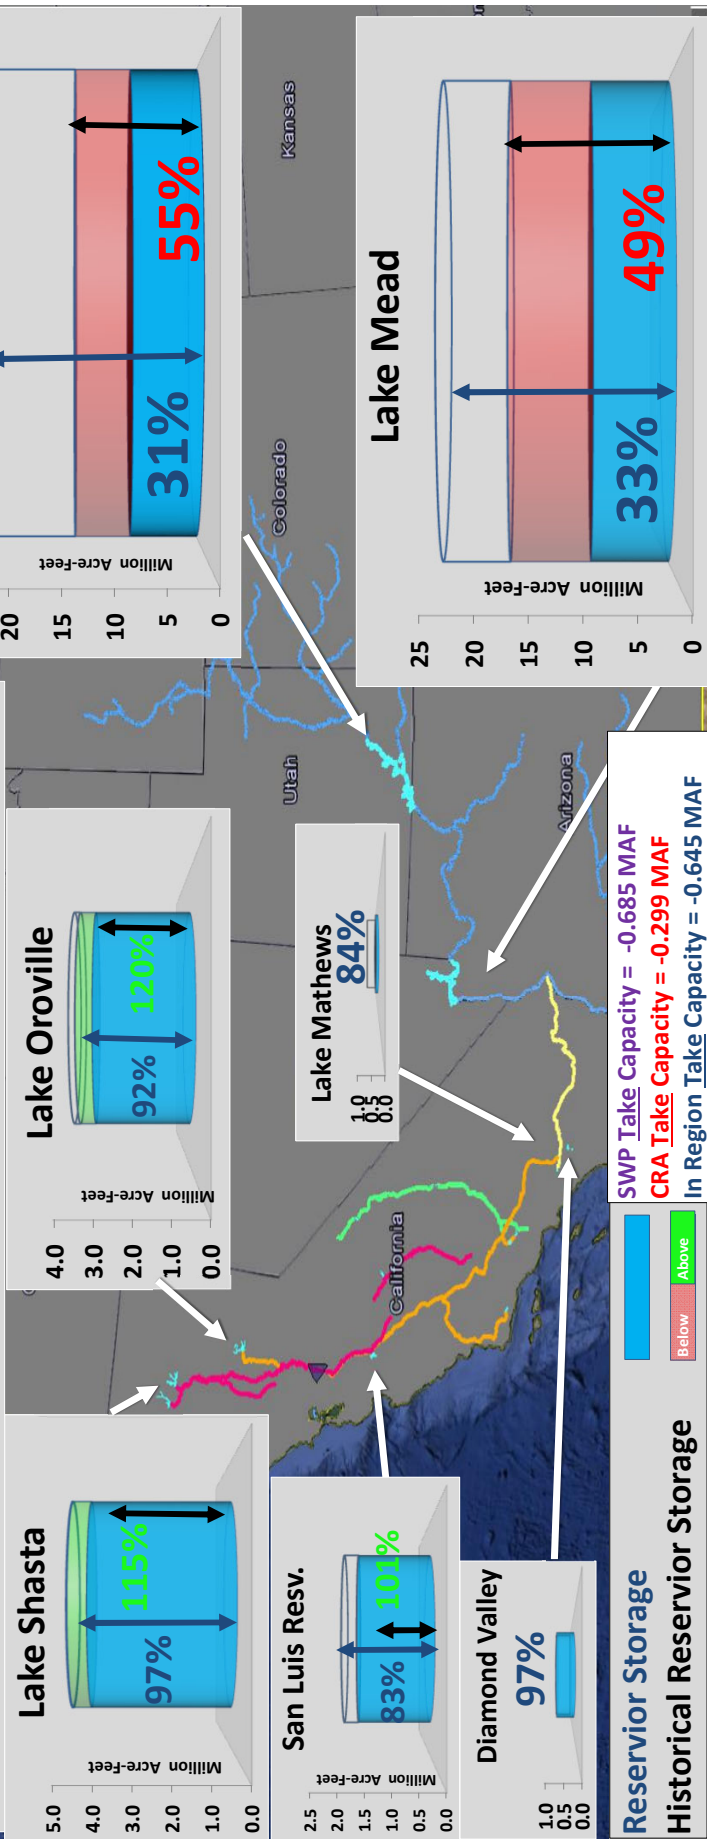 Lake Shasta
5.0
4.0
3.0
2.0
1.0
0.0
Million Acre-Feet
97%
115%
San Luis Resv.
2.5
2.0
1.5
1.0
0.5
0.0
Million Acre-Feet
83%
101%
Diamond Valley
1.0
0.5
0.0
97%
Lake Oroville
4.0
3.0
2.0
1.0
0.0
Million Acre-Feet
92%
120%
Lake Mathews
1.0
0.5
0.0
84%
20
15
10
5
0
Million Acre-Feet
31%
55%
Lake Mead
25
20
15
10
5
0
Million Acre-Feet
33%
49%
California
Utah
Arizona
Colorado
Kansas
Reservior Storage
Historical Reservior Storage
Below
Above
SWP Take Capacity = -0.685 MAF
CRA Take Capacity = -0.299 MAF
In Region Take Capacity = -0.645 MAF